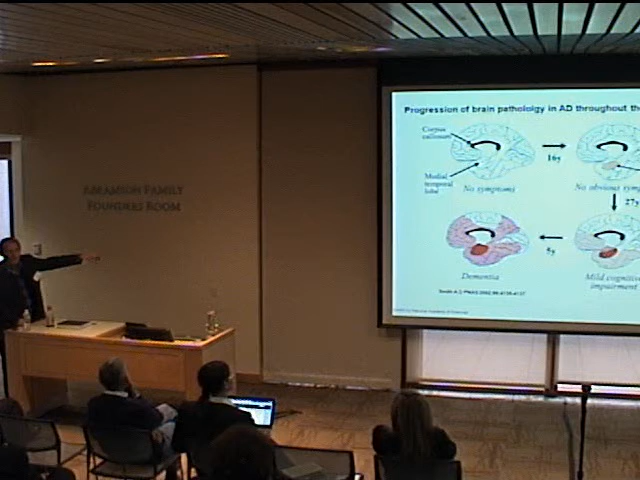 Progression of brain patholoigy in AD throughout the
Corpus
callosum
16y
Medial
temporal
lobe
No symptoms
No obvious sym
27y
5y
Dementia
Mild cognitive
impairment
ABRAMSON FAMILY
FOUNDERS ROOM